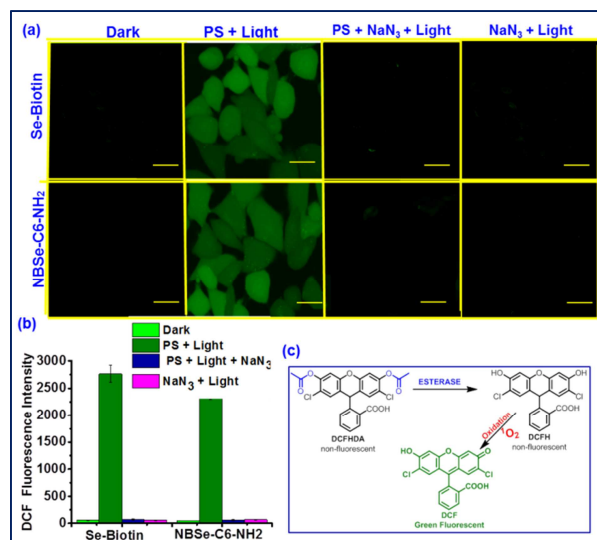 (a)
Dark
PS + Light
PS + NaN3 + Light
NaN3 + Light
Se-Biotin
NBSe-C6-NH2
(b)
Dark
PS + Light
PS + Light + NaN3
NaN3 + Light
DCF Fluorescence Intensity
3000
2500
2000
1500
1000
500
0
Se-Biotin
NBSe-C6-NH2
(c)
O
O
O
O
O
Cl
Cl
COOH
DCFHDA
non-fluorescent
ESTERASE
HO
O
OH
Cl
Cl
COOH
DCFH
non-fluorescent
Oxidation
¹O2
HO
O
O
Cl
Cl
COOH
DCF
Green Fluorescent